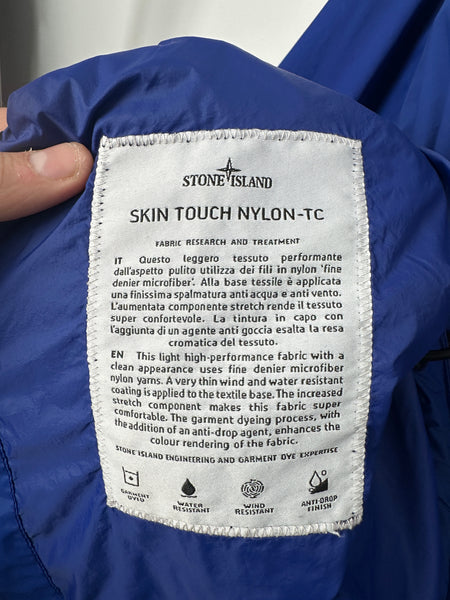 STONE ISLAND
SKIN TOUCH NYLON-TC
FABRIC RESEARCH AND TREATMENT
IT Questo leggero tessuto performante
dall'aspetto pulito utilizza dei fili in nylon 'fine
denier microfiber'. Alla base tessile è applicata
una finissima spalmatura anti acqua e anti vento.
L'aumentata componente stretch rende il tessuto
super confortevole. La tintura in capo con
l'aggiunta di un agente anti goccia esalta la resa
cromatica del tessuto.
EN This light high-performance fabric with a
clean appearance uses fine denier microfiber
nylon yarns. A very thin wind and water resistant
coating is applied to the textile base. The increased
stretch component makes this fabric super
comfortable. The garment dyeing process, with
the addition of an anti-drop agent, enhances the
colour rendering of the fabric.
STONE ISLAND ENGINEERING AND GARMENT DYE EXPERTISE
GARMENT
DYED
WATER
RESISTANT
WIND
RESISTANT
ANTI-DROP
FINISH